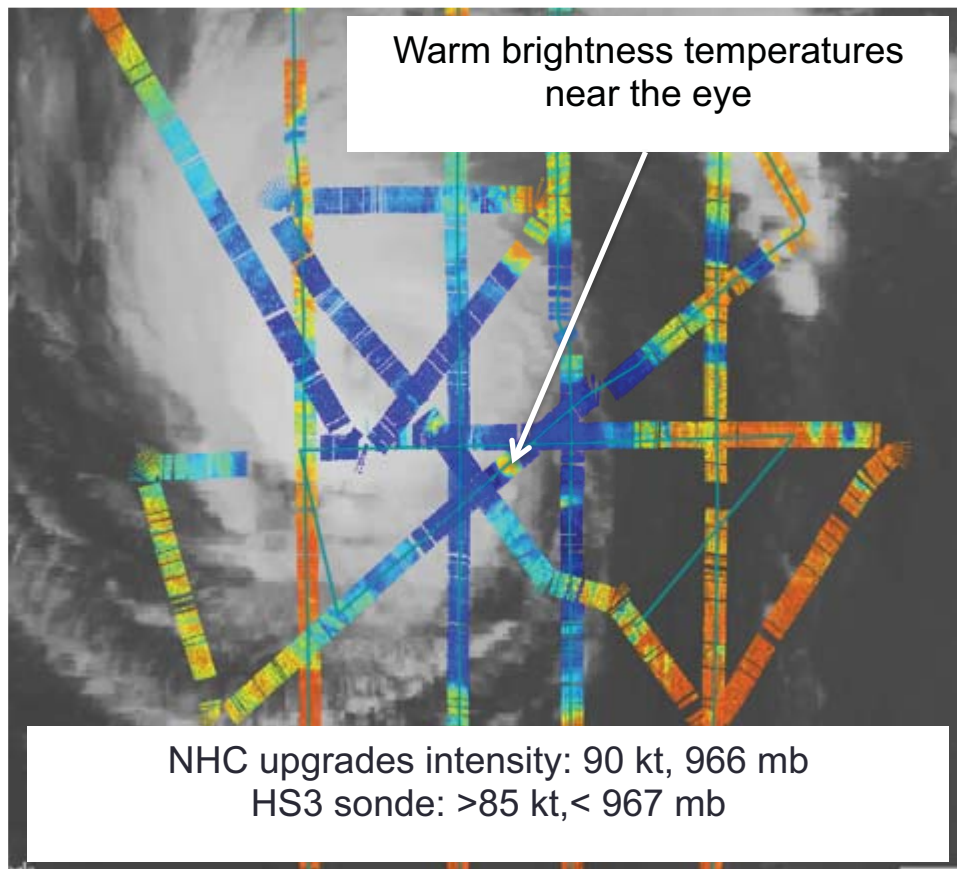 Warm brightness temperatures
near the eye
NHC upgrades intensity: 90 kt, 966 mb
HS3 sonde: >85 kt,< 967 mb